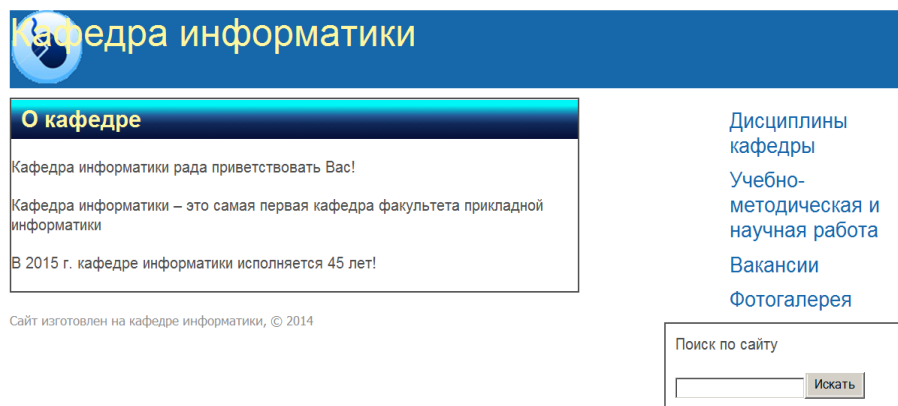 Кафедра информатики
О кафедре
Кафедра информатики рада приветствовать Вас!
Кафедра информатики – это самая первая кафедра факультета прикладной
информатики
В 2015 г. кафедре информатики исполняется 45 лет!
Сайт изготовлен на кафедре информатики, © 2014
Дисциплины
кафедры
Учебно-
методическая и
научная работа
Вакансии
Фотогалерея
Поиск по сайту
Искать